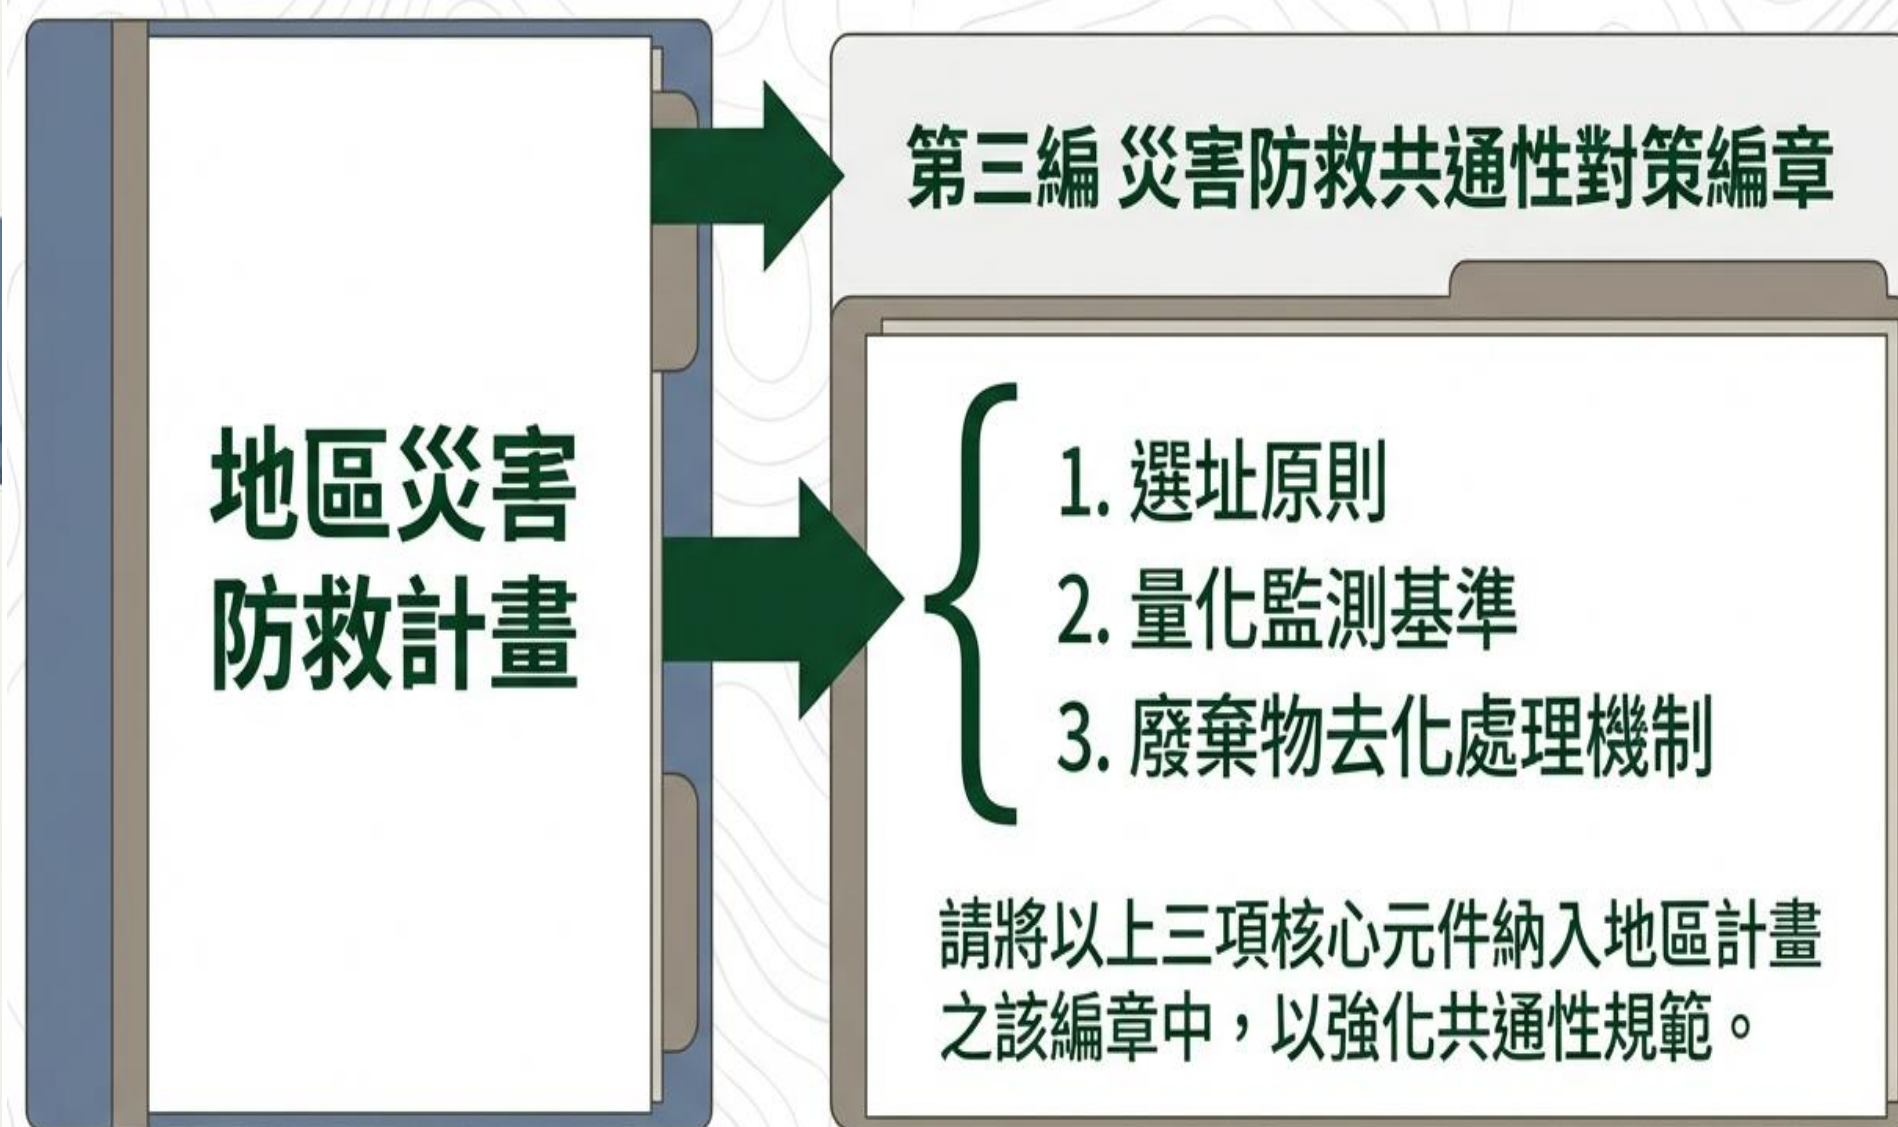 地區災害
防救計畫
第三編 災害防救共通性對策編章
1. 選址原則
2. 量化監測基準
3. 廢棄物去化處理機制
請將以上三項核心元件納入地區計畫
之該編章中，以強化共通性規範。